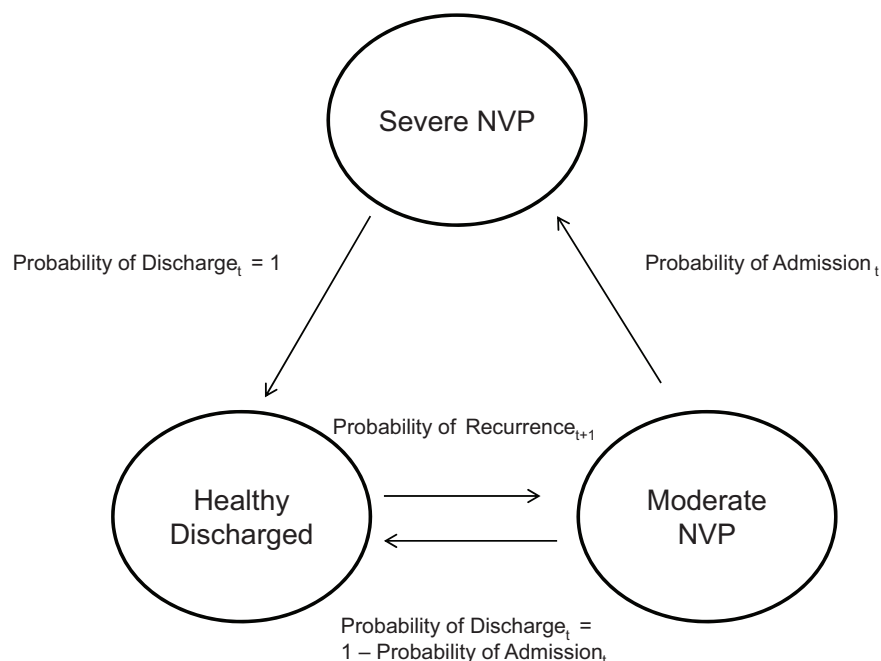 Severe NVP
Probability of Discharge_t = 1
Probability of Admission_t
Probability of Recurrence_t+1
Healthy
Discharged
Moderate
NVP
Probability of Discharge_t =
1 – Probability of Admission_t